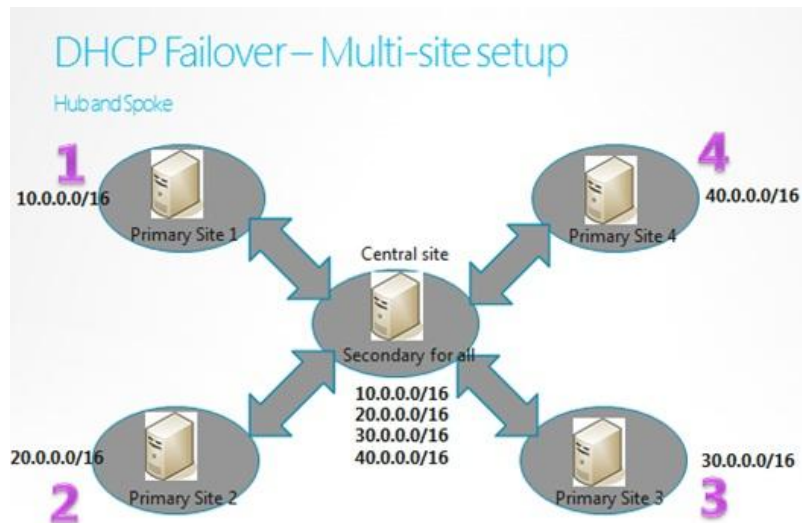 DHCP Failover – Multi-site setup
Hub and Spoke
1
10.0.0.0/16
Primary Site 1
4
40.0.0.0/16
Primary Site 4
Central site
Secondary for all
10.0.0.0/16
20.0.0.0/16
30.0.0.0/16
40.0.0.0/16
20.0.0.0/16
Primary Site 2
2
30.0.0.0/16
Primary Site 3
3